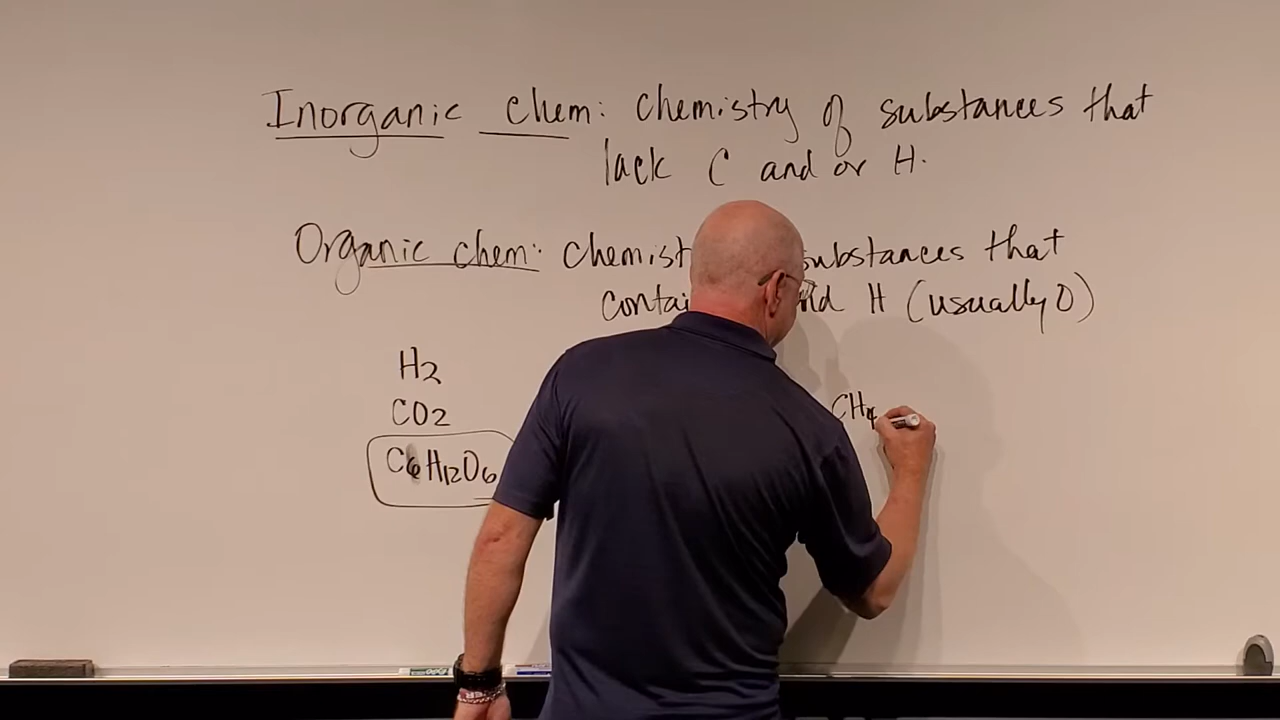 Inorganic chem: chemistry of substances that
lack C and or H.
Organic chem: chemist substances that
contai nd H (usually O)
H2
CO2
CH4
C6H12O6